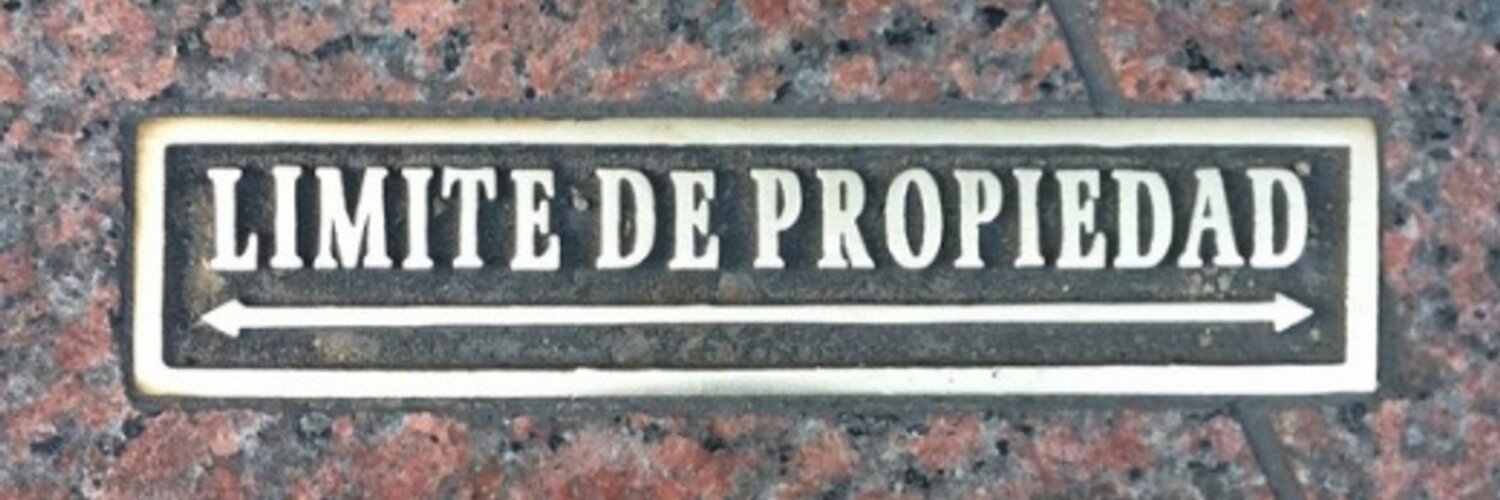 LIMITE DE PROPIEDAD